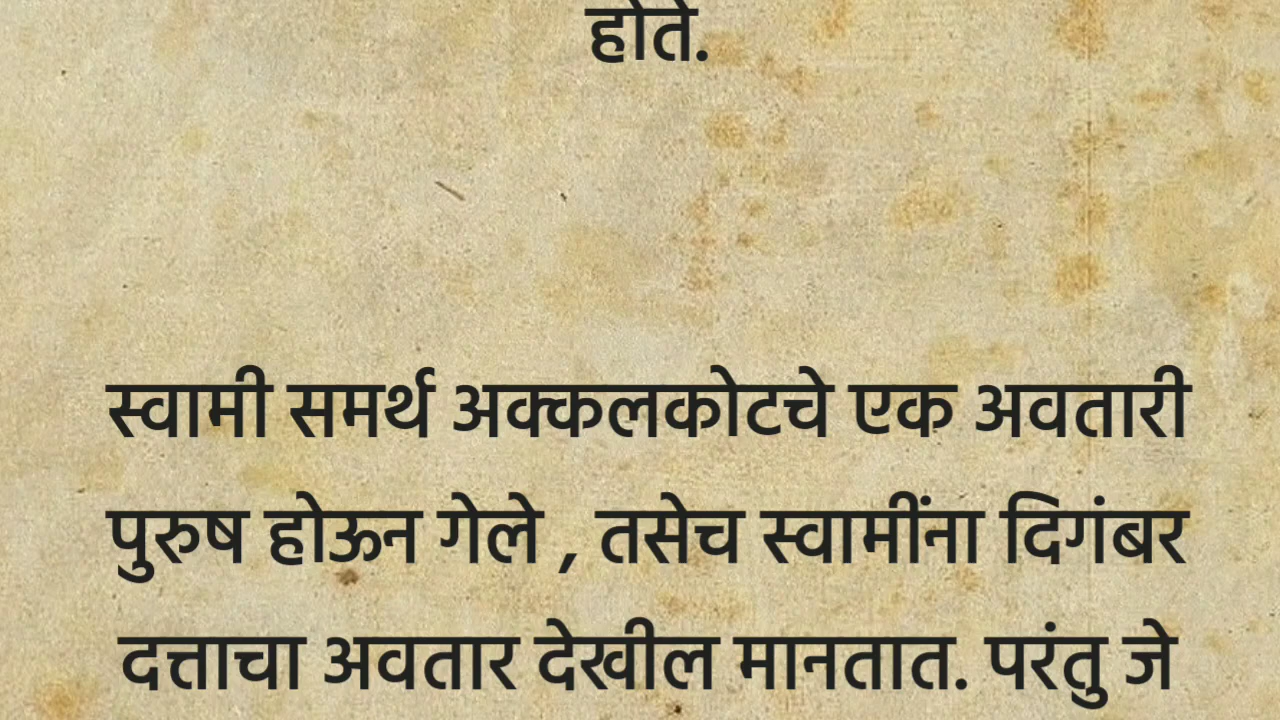 होते.
स्वामी समर्थ अक्कलकोटचे एक अवतारी
पुरुष होऊन गेले , तसेच स्वामींना दिगंबर
दत्ताचा अवतार देखील मानतात. परंतु जे